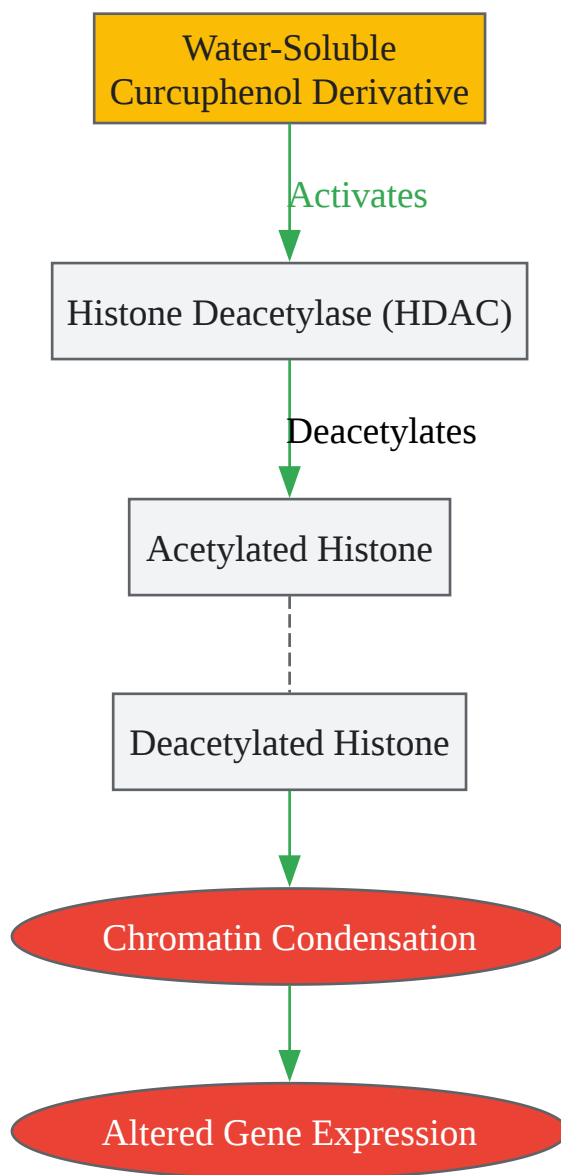 Water-Soluble
Curcuphenol Derivative
Activates
Histone Deacetylase (HDAC)
Deacetylates
Acetylated Histone
Deacetylated Histone
Chromatin Condensation
Altered Gene Expression